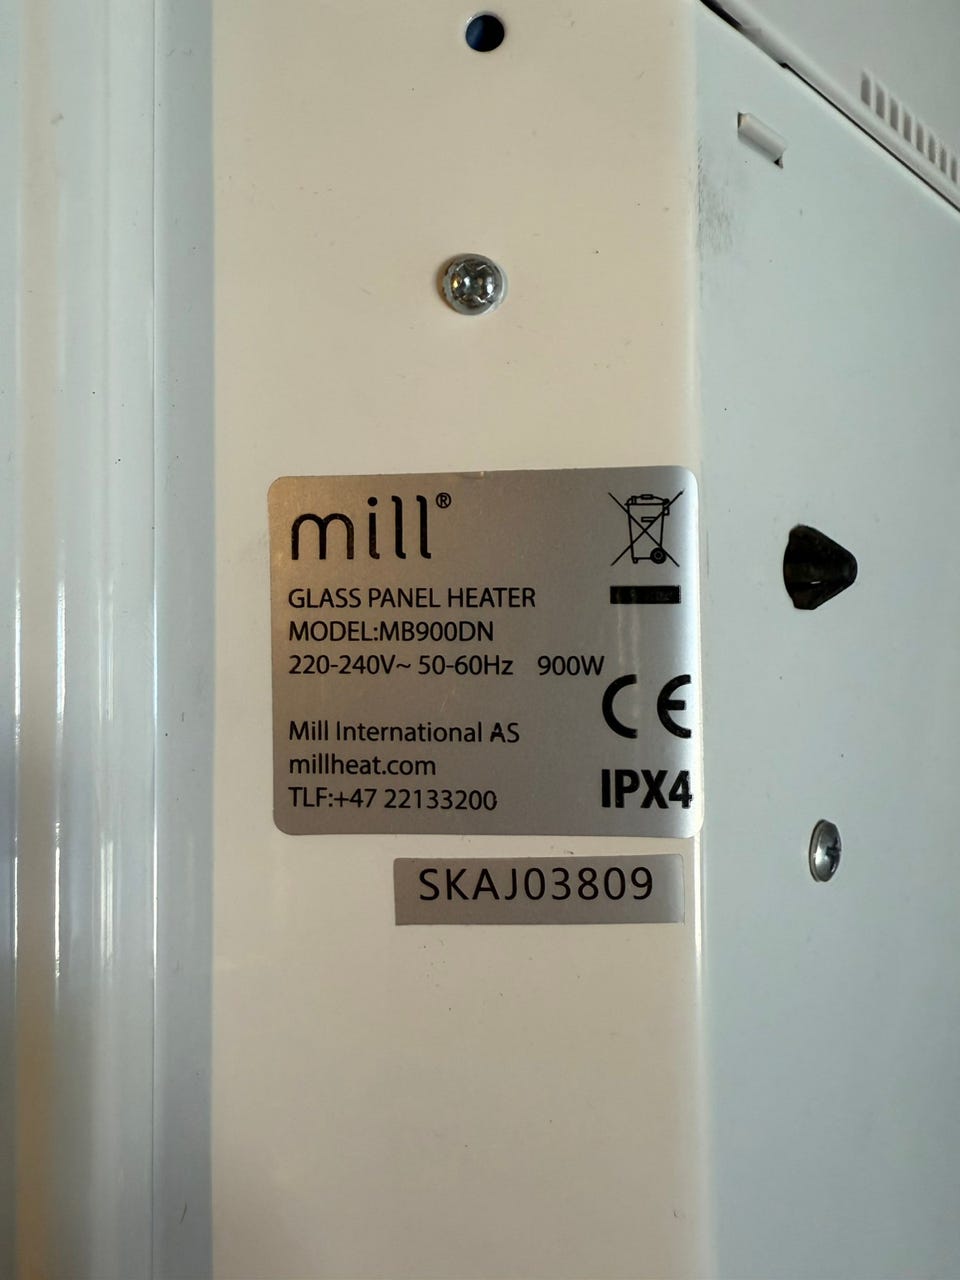 mill®
GLASS PANEL HEATER
MODEL:MB900DN
220-240V~ 50-60Hz 900W
CE
Mill International AS
millheat.com
TLF:+47 22133200
IPX4
SKAJ03809